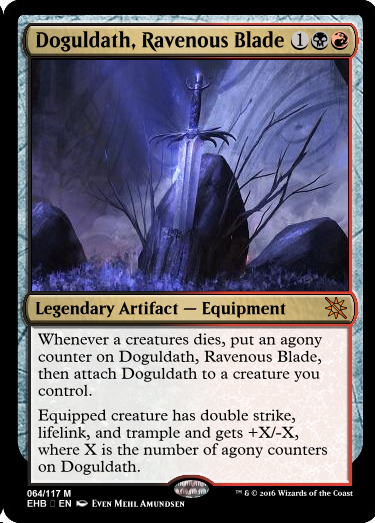 Doguldath, Ravenous Blade 1
Legendary Artifact — Equipment
Whenever a creatures dies, put an agony
counter on Doguldath, Ravenous Blade,
then attach Doguldath to a creature you
control.
Equipped creature has double strike,
lifelink, and trample and gets +X/-X,
where X is the number of agony counters
on Doguldath.
064/117 M
EHB EN Even Mehl Amundsen
™ & © 2016 Wizards of the Coast